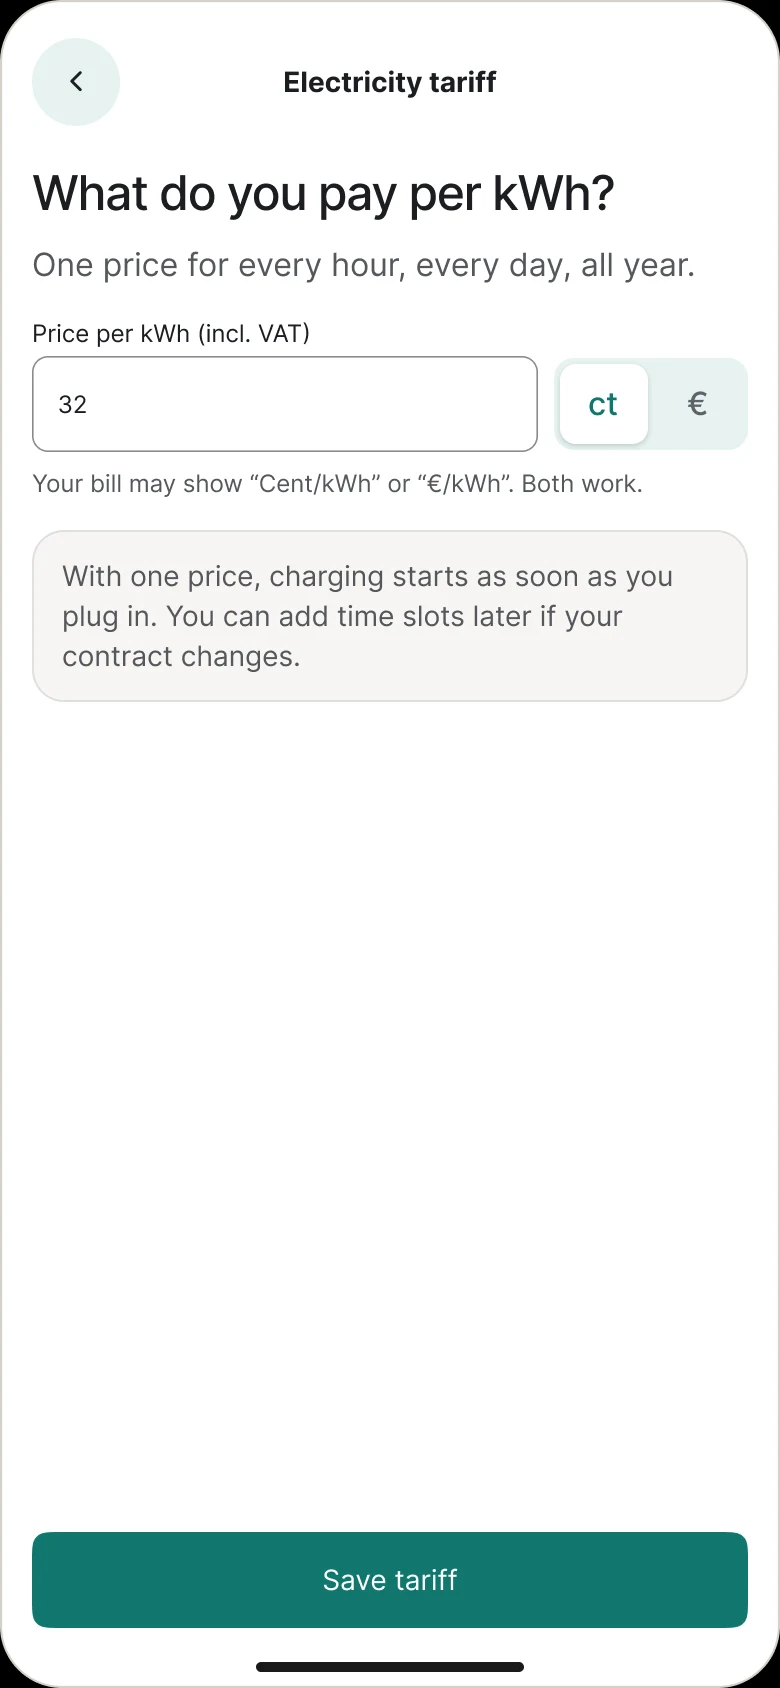 Electricity tariff
What do you pay per kWh?
One price for every hour, every day, all year.
Price per kWh (incl. VAT)
32
ct
€
Your bill may show “Cent/kWh” or “€/kWh”. Both work.
With one price, charging starts as soon as you
plug in. You can add time slots later if your
contract changes.
Save tariff